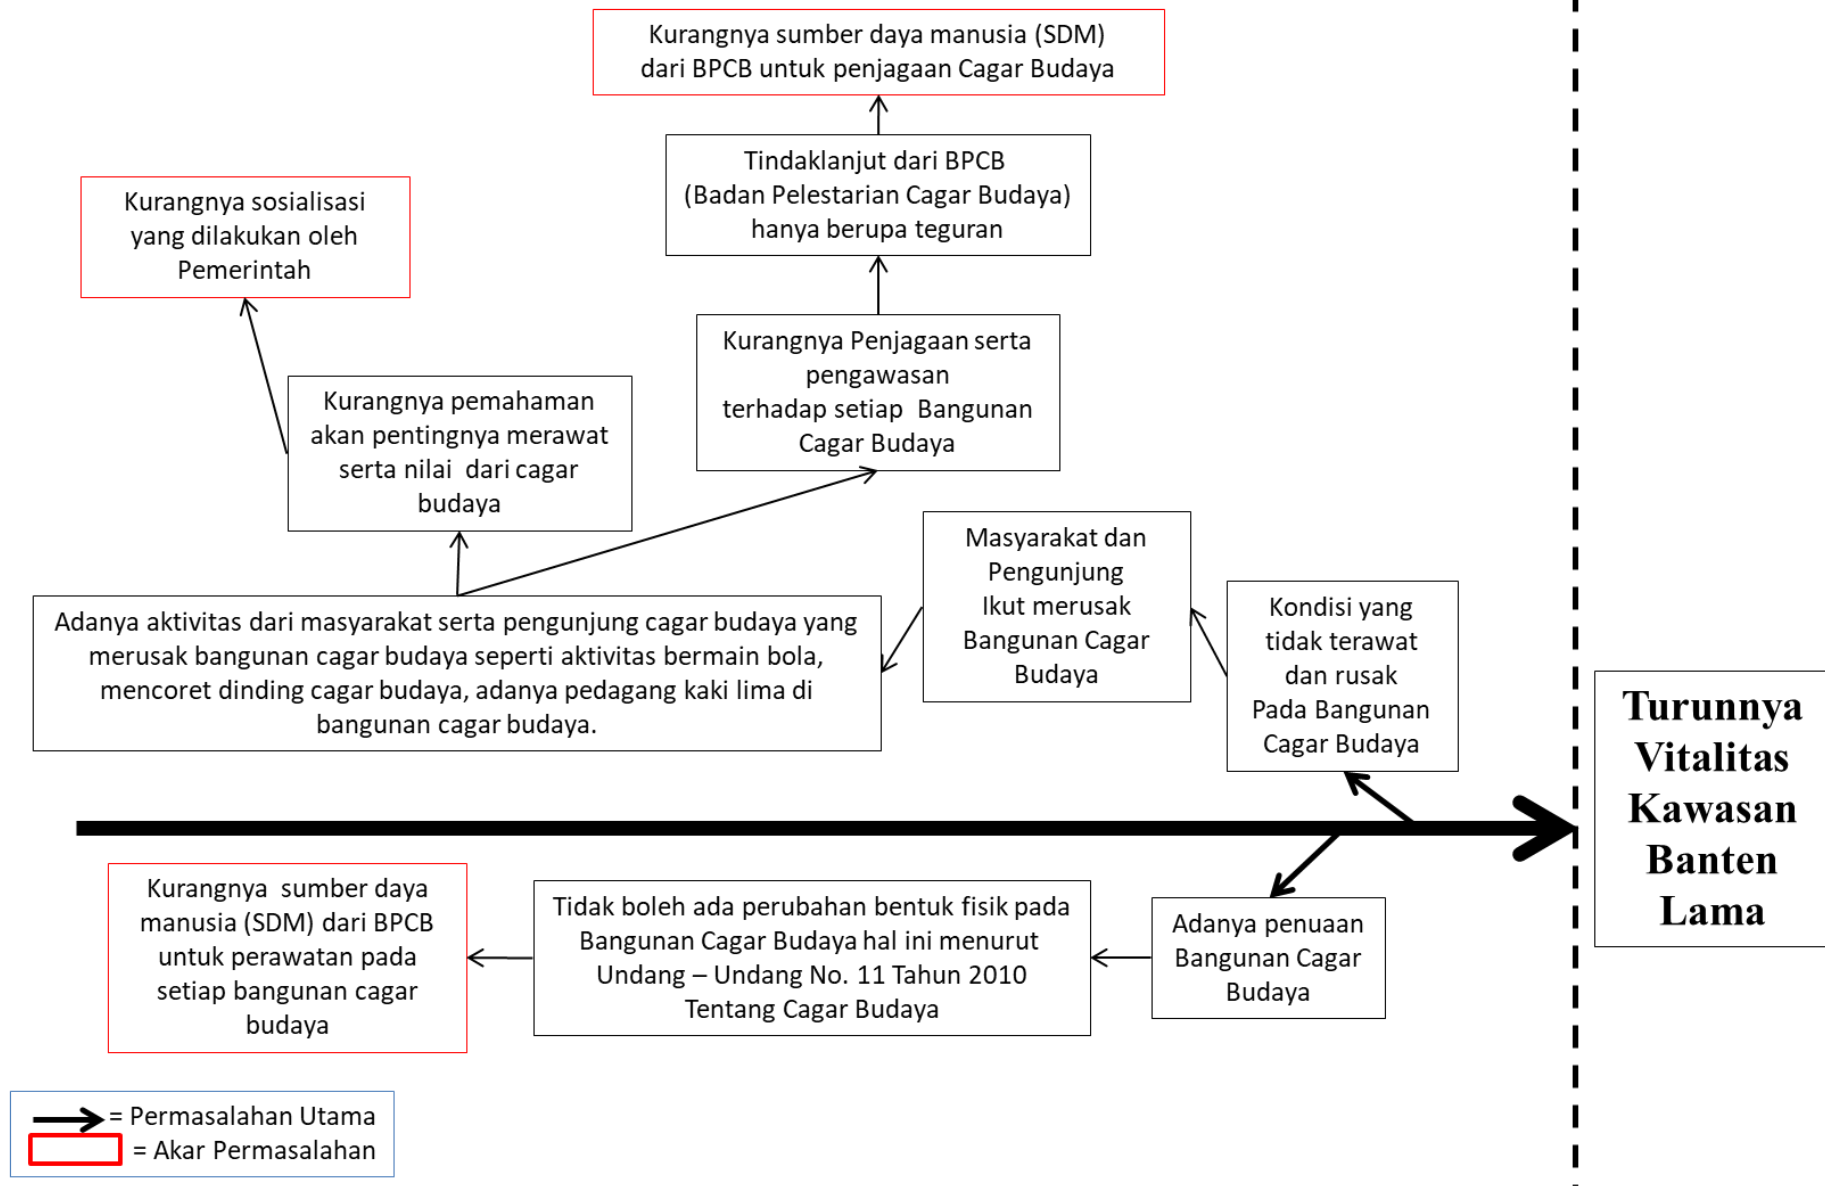 Kurangnya sumber daya manusia (SDM)
dari BPCB untuk penjagaan Cagar Budaya
Tindaklanjut dari BPCB
(Badan Pelestarian Cagar Budaya)
hanya berupa teguran
Kurangnya sosialisasi
yang dilakukan oleh
Pemerintah
Kurangnya Penjagaan serta
pengawasan
terhadap setiap Bangunan
Cagar Budaya
Kurangnya pemahaman
akan pentingnya merawat
serta nilai dari cagar
budaya
Masyarakat dan
Pengunjung
Ikut merusak
Bangunan Cagar
Budaya
Kondisi yang
tidak terawat
dan rusak
Pada Bangunan
Cagar Budaya
Adanya aktivitas dari masyarakat serta pengunjung cagar budaya yang
merusak bangunan cagar budaya seperti aktivitas bermain bola,
mencoret dinding cagar budaya, adanya pedagang kaki lima di
bangunan cagar budaya.
Turunnya
Vitalitas
Kawasan
Banten
Lama
Kurangnya sumber daya
manusia (SDM) dari BPCB
untuk perawatan pada
setiap bangunan cagar
budaya
Tidak boleh ada perubahan bentuk fisik pada
Bangunan Cagar Budaya hal ini menurut
Undang – Undang No. 11 Tahun 2010
Tentang Cagar Budaya
Adanya penuaan
Bangunan Cagar
Budaya
= Permasalahan Utama
= Akar Permasalahan